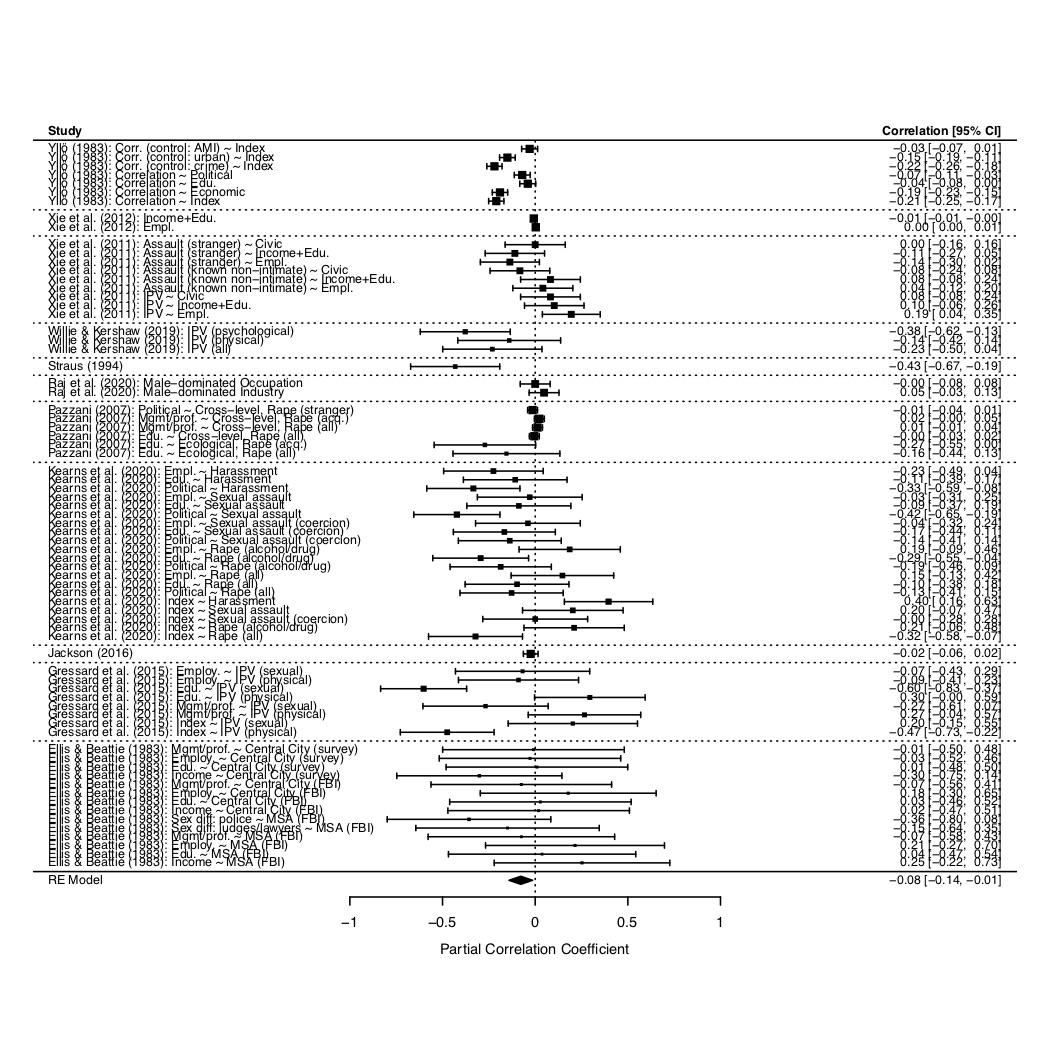 Study Correlation [95% CI]
Yllö (1983): Corr. (control: AMI) ~ Index −0.03 [−0.07, 0.01]
Yllö (1983): Corr. (control: urban) ~ Index −0.15 [−0.19, −0.11]
Yllö (1983): Corr. (control: crime) ~ Index −0.22 [−0.26, −0.18]
Yllö (1983): Correlation ~ Political −0.07 [−0.11, −0.03]
Yllö (1983): Correlation ~ Edu. −0.04 [−0.08, 0.00]
Yllö (1983): Correlation ~ Economic −0.19 [−0.23, −0.15]
Yllö (1983): Correlation ~ Index −0.21 [−0.25, −0.17]
Xie et al. (2012): Income+Edu. −0.01 [−0.01, −0.00]
Xie et al. (2012): Empl. 0.00 [ 0.00, 0.01]
Xie et al. (2011): Assault (stranger) ~ Civic 0.00 [−0.16, 0.16]
Xie et al. (2011): Assault (stranger) ~ Income+Edu. −0.11 [−0.27, 0.05]
Xie et al. (2011): Assault (stranger) ~ Empl. −0.14 [−0.30, 0.02]
Xie et al. (2011): Assault (known non−intimate) ~ Civic −0.08 [−0.24, 0.08]
Xie et al. (2011): Assault (known non−intimate) ~ Income+Edu. 0.08 [−0.08, 0.24]
Xie et al. (2011): Assault (known non−intimate) ~ Empl. 0.04 [−0.12, 0.20]
Xie et al. (2011): IPV ~ Civic 0.08 [−0.08, 0.24]
Xie et al. (2011): IPV ~ Income+Edu. 0.10 [−0.06, 0.26]
Xie et al. (2011): IPV ~ Empl. 0.19 [ 0.04, 0.35]
Willie & Kershaw (2019): IPV (psychological) −0.38 [−0.62, −0.13]
Willie & Kershaw (2019): IPV (physical) −0.14 [−0.42, 0.14]
Willie & Kershaw (2019): IPV (all) −0.23 [−0.50, 0.04]
Straus (1994) −0.43 [−0.67, −0.19]
Raj et al. (2020): Male−dominated Occupation −0.00 [−0.08, 0.08]
Raj et al. (2020): Male−dominated Industry 0.05 [−0.03, 0.13]
Pazzani (2007): Political ~ Cross−level, Rape (stranger) −0.01 [−0.04, 0.01]
Pazzani (2007): Mgmt/prof. ~ Cross−level, Rape (acq.) 0.02 [−0.00, 0.05]
Pazzani (2007): Mgmt/prof. ~ Cross−level, Rape (all) 0.01 [−0.01, 0.04]
Pazzani (2007): Edu. ~ Cross−level, Rape (all) −0.00 [−0.03, 0.02]
Pazzani (2007): Edu. ~ Ecological, Rape (acq.) −0.27 [−0.55, 0.00]
Pazzani (2007): Edu. ~ Ecological, Rape (all) −0.16 [−0.44, 0.13]
Kearns et al. (2020): Empl. ~ Harassment −0.23 [−0.49, 0.04]
Kearns et al. (2020): Edu. ~ Harassment −0.11 [−0.39, 0.17]
Kearns et al. (2020): Political ~ Harassment −0.33 [−0.59, −0.08]
Kearns et al. (2020): Empl. ~ Sexual assault −0.03 [−0.31, 0.25]
Kearns et al. (2020): Edu. ~ Sexual assault −0.09 [−0.37, 0.19]
Kearns et al. (2020): Political ~ Sexual assault −0.42 [−0.65, −0.19]
Kearns et al. (2020): Empl. ~ Sexual assault (coercion) −0.04 [−0.32, 0.24]
Kearns et al. (2020): Edu. ~ Sexual assault (coercion) −0.17 [−0.44, 0.11]
Kearns et al. (2020): Political ~ Sexual assault (coercion) −0.14 [−0.41, 0.14]
Kearns et al. (2020): Empl. ~ Rape (alcohol/drug) 0.19 [−0.09, 0.46]
Kearns et al. (2020): Edu. ~ Rape (alcohol/drug) −0.29 [−0.55, −0.04]
Kearns et al. (2020): Political ~ Rape (alcohol/drug) −0.19 [−0.46, 0.09]
Kearns et al. (2020): Empl. ~ Rape (all) 0.15 [−0.13, 0.42]
Kearns et al. (2020): Edu. ~ Rape (all) −0.10 [−0.38, 0.18]
Kearns et al. (2020): Political ~ Rape (all) −0.13 [−0.41, 0.15]
Kearns et al. (2020): Index ~ Harassment 0.40 [ 0.16, 0.63]
Kearns et al. (2020): Index ~ Sexual assault 0.20 [−0.07, 0.47]
Kearns et al. (2020): Index ~ Sexual assault (coercion) −0.00 [−0.28, 0.28]
Kearns et al. (2020): Index ~ Rape (alcohol/drug) 0.21 [−0.06, 0.48]
Kearns et al. (2020): Index ~ Rape (all) −0.32 [−0.58, −0.07]
Jackson (2016) −0.02 [−0.06, 0.02]
Gressard et al. (2015): Employ. ~ IPV (sexual) −0.07 [−0.43, 0.29]
Gressard et al. (2015): Employ. ~ IPV (physical) −0.09 [−0.41, 0.23]
Gressard et al. (2015): Edu. ~ IPV (sexual) −0.60 [−0.83, −0.37]
Gressard et al. (2015): Edu. ~ IPV (physical) 0.30 [−0.00, 0.59]
Gressard et al. (2015): Mgmt/prof. ~ IPV (sexual) −0.27 [−0.61, 0.07]
Gressard et al. (2015): Mgmt/prof. ~ IPV (physical) 0.27 [−0.04, 0.57]
Gressard et al. (2015): Index ~ IPV (sexual) 0.20 [−0.15, 0.55]
Gressard et al. (2015): Index ~ IPV (physical) −0.47 [−0.73, −0.22]
Ellis & Beattie (1983): Mgmt/prof. ~ Central City (survey) −0.01 [−0.50, 0.48]
Ellis & Beattie (1983): Employ. ~ Central City (survey) −0.03 [−0.52, 0.46]
Ellis & Beattie (1983): Edu. ~ Central City (survey) 0.01 [−0.48, 0.50]
Ellis & Beattie (1983): Income ~ Central City (survey) −0.30 [−0.75, 0.14]
Ellis & Beattie (1983): Mgmt/prof. ~ Central City (FBI) −0.07 [−0.56, 0.41]
Ellis & Beattie (1983): Employ. ~ Central City (FBI) 0.18 [−0.30, 0.65]
Ellis & Beattie (1983): Edu. ~ Central City (FBI) 0.03 [−0.46, 0.52]
Ellis & Beattie (1983): Income ~ Central City (FBI) 0.02 [−0.47, 0.51]
Ellis & Beattie (1983): Sex diff: police ~ MSA (FBI) −0.36 [−0.80, 0.08]
Ellis & Beattie (1983): Sex diff: judges/lawyers ~ MSA (FBI) −0.15 [−0.64, 0.35]
Ellis & Beattie (1983): Mgmt/prof. ~ MSA (FBI) −0.07 [−0.58, 0.43]
Ellis & Beattie (1983): Employ. ~ MSA (FBI) 0.21 [−0.27, 0.70]
Ellis & Beattie (1983): Edu. ~ MSA (FBI) 0.04 [−0.47, 0.54]
Ellis & Beattie (1983): Income ~ MSA (FBI) 0.25 [−0.22, 0.73]
RE Model −0.08 [−0.14, −0.01]
−1 −0.5 0 0.5 1
Partial Correlation Coefficient